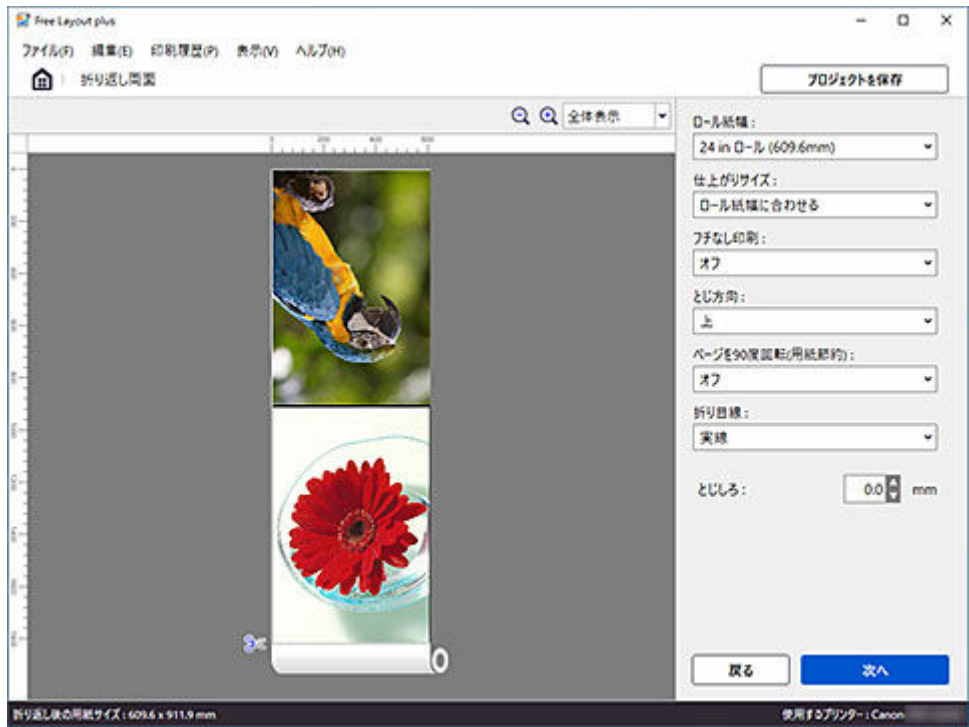 Free Layout plus
ファイル(F) 編集(E) 印刷履歴(P) 表示(V) ヘルプ(H)
折り返し両面
プロジェクトを保存
全体表示
ロール紙幅：
24 in ロール (609.6mm)
仕上がりサイズ：
ロール紙幅に合わせる
フチなし印刷：
オフ
とじ方向：
上
ページを90度回転(用紙節約)：
オフ
折り目線：
実線
とじしろ：
0.0 mm
戻る
次へ
折り返し後の用紙サイズ : 609.6 x 911.9 mm
使用するプリンター : Canon